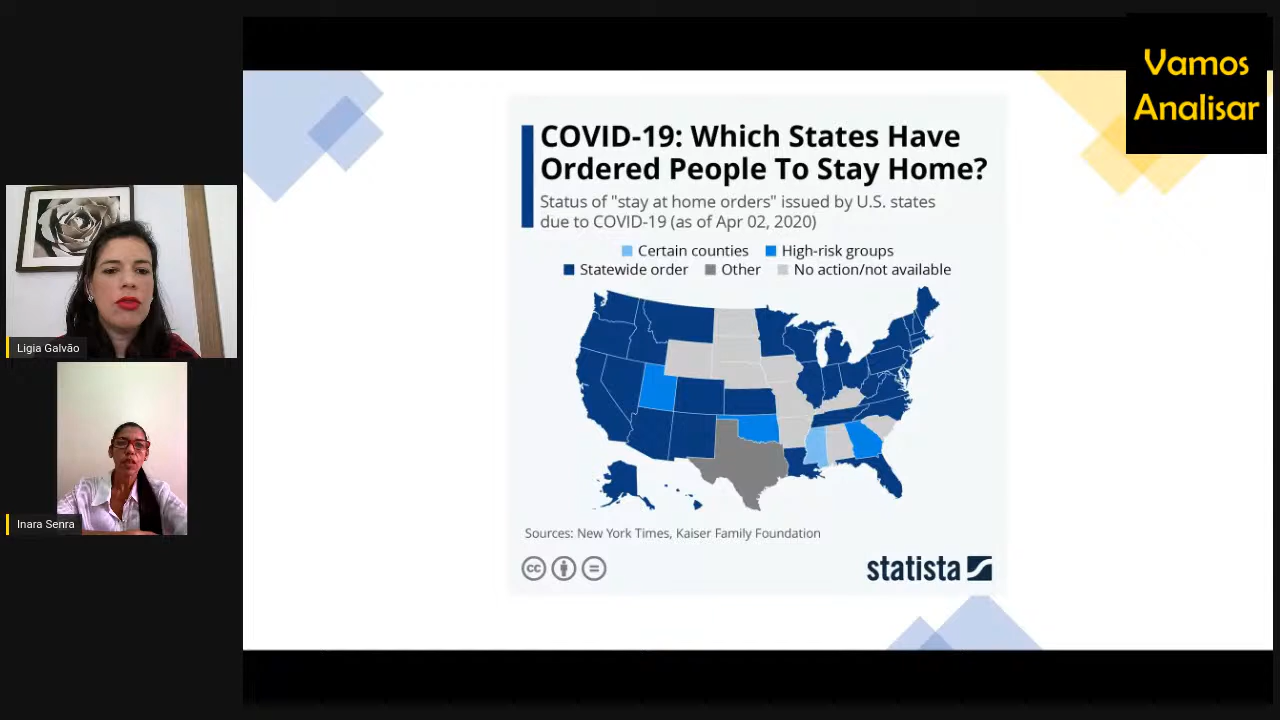 Vamos
Analisar
COVID-19: Which States Have
Ordered People To Stay Home?
Status of "stay at home orders" issued by U.S. states
due to COVID-19 (as of Apr 02, 2020)
Certain counties High-risk groups
Statewide order Other No action/not available
Sources: New York Times, Kaiser Family Foundation
cc
statista
Ligia Galvão
Inara Senra